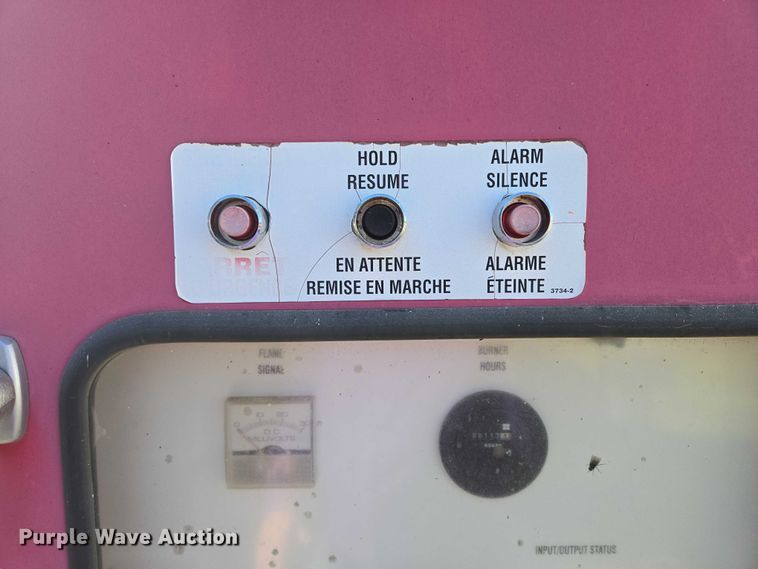 HOLD
RESUME
ALARM
SILENCE
ARRÊT
EN ATTENTE
REMISE EN MARCHE
ALARME
ÉTEINTE
3734-2
FLAME
SIGNAL
BURNER
HOURS
D.C.
MILLIVOLTS
INPUT/OUTPUT STATUS
Purple Wave Auction